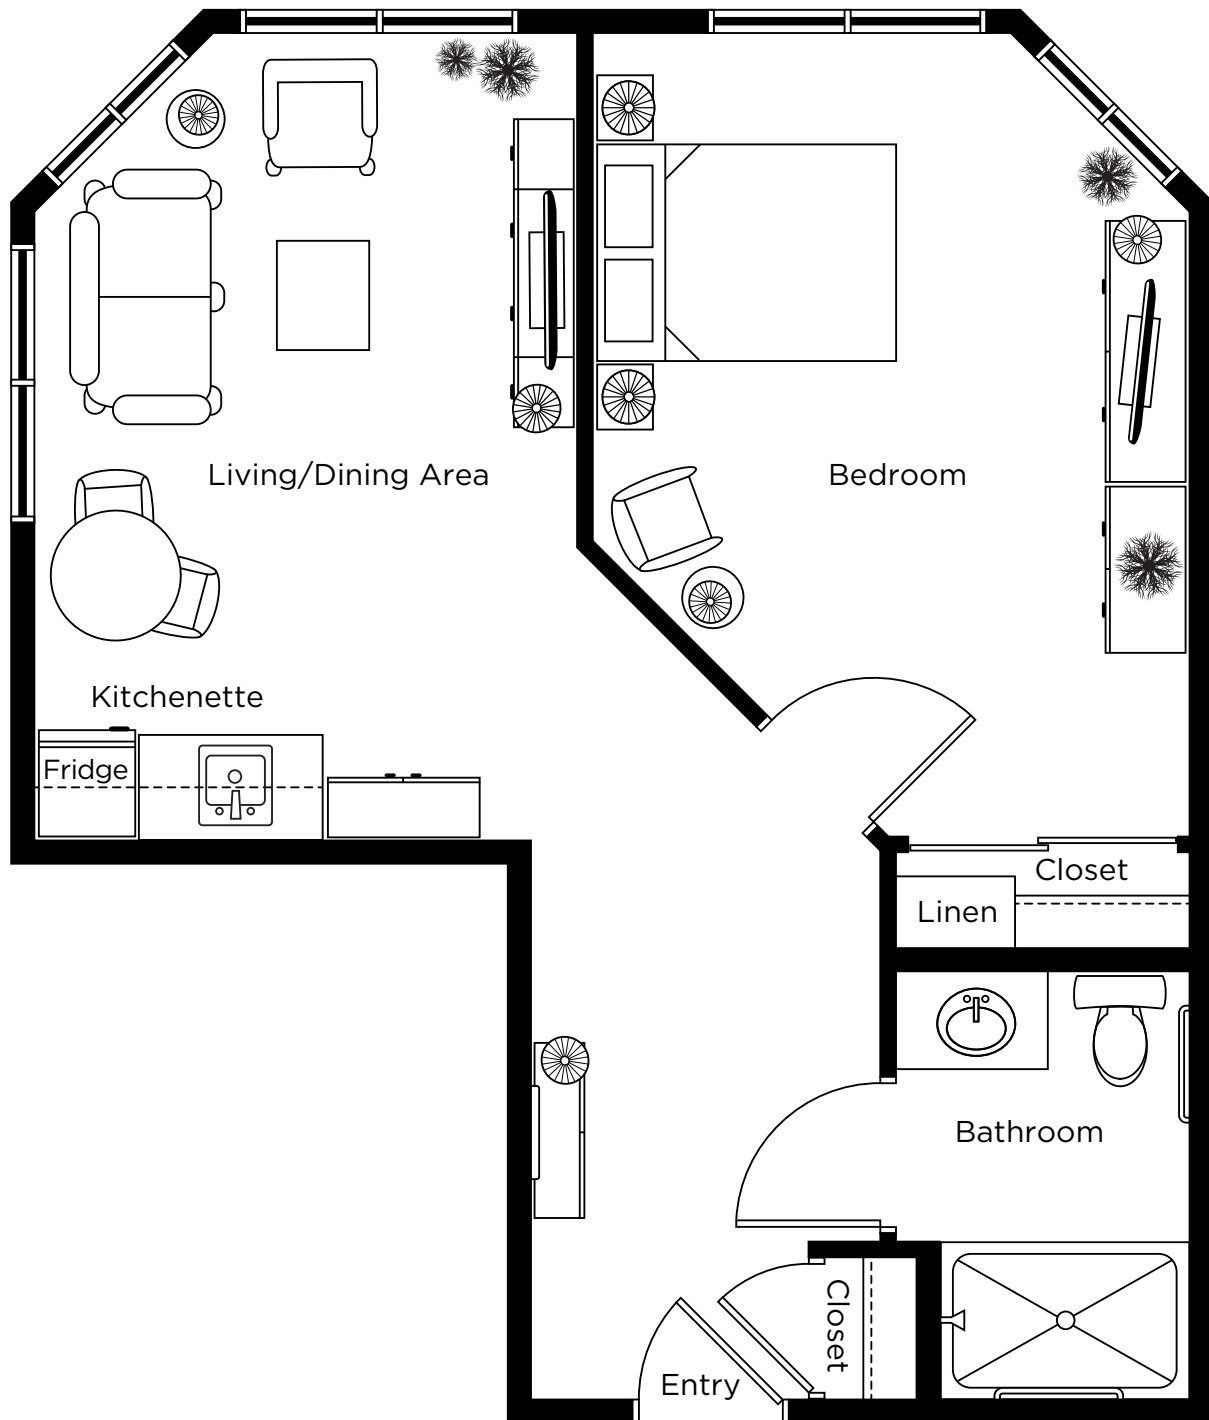 Living/Dining Area
Bedroom
Kitchenette
Fridge
Closet
Linen
Bathroom
Closet
Entry